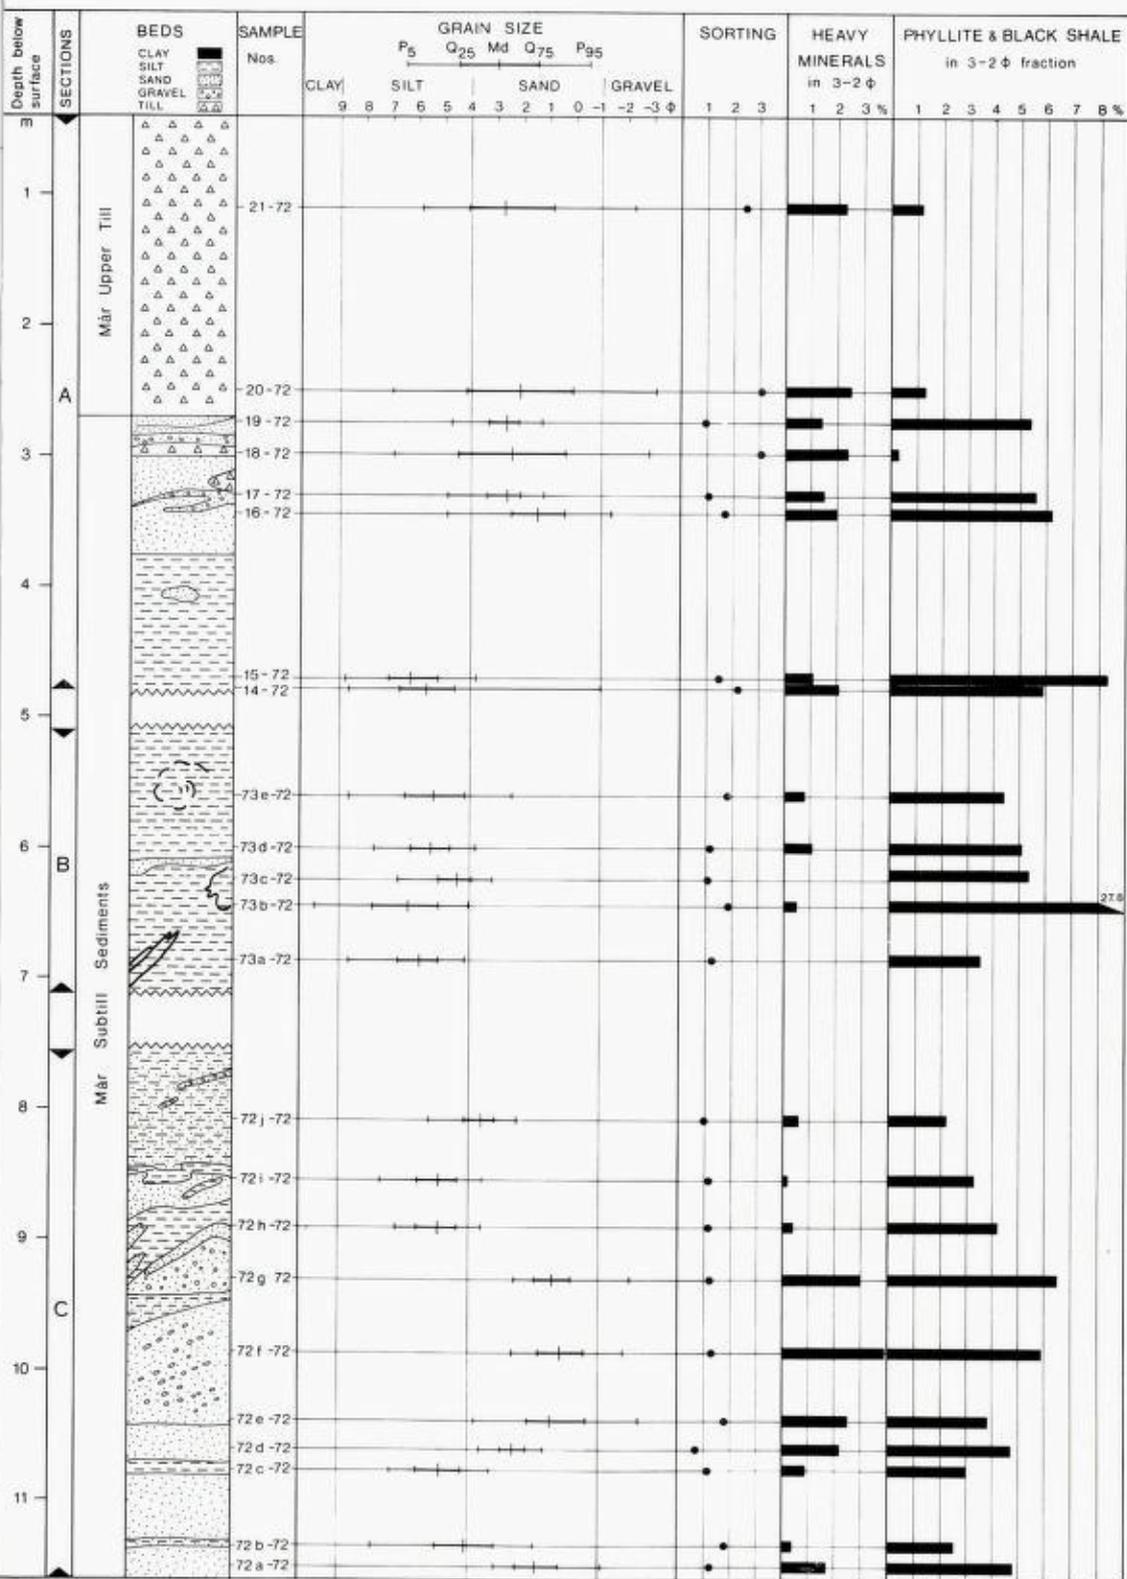 Depth below surface
SECTIONS
BEDS
CLAY
SILT
SAND
GRAVEL
TILL
SAMPLE
Nos.
GRAIN SIZE
P5 Q25 Md Q75 P95
CLAY SILT SAND GRAVEL
9 8 7 6 5 4 3 2 1 0 -1 -2 -3 Φ
SORTING
1 2 3
HEAVY
MINERALS
in 3-2 Φ
1 2 3 %
PHYLLITE & BLACK SHALE
in 3-2 Φ fraction
1 2 3 4 5 6 7 8 %
m
1
2
3
4
5
6
7
8
9
10
11
A
B
C
Mår Upper Till
Mår Subtill Sediments
21-72
20-72
19-72
18-72
17-72
16-72
15-72
14-72
73e-72
73d-72
73c-72
73b-72
27.8
73a-72
72j-72
72i-72
72h-72
72g 72
72f-72
72e-72
72d-72
72c-72
72b-72
72a-72